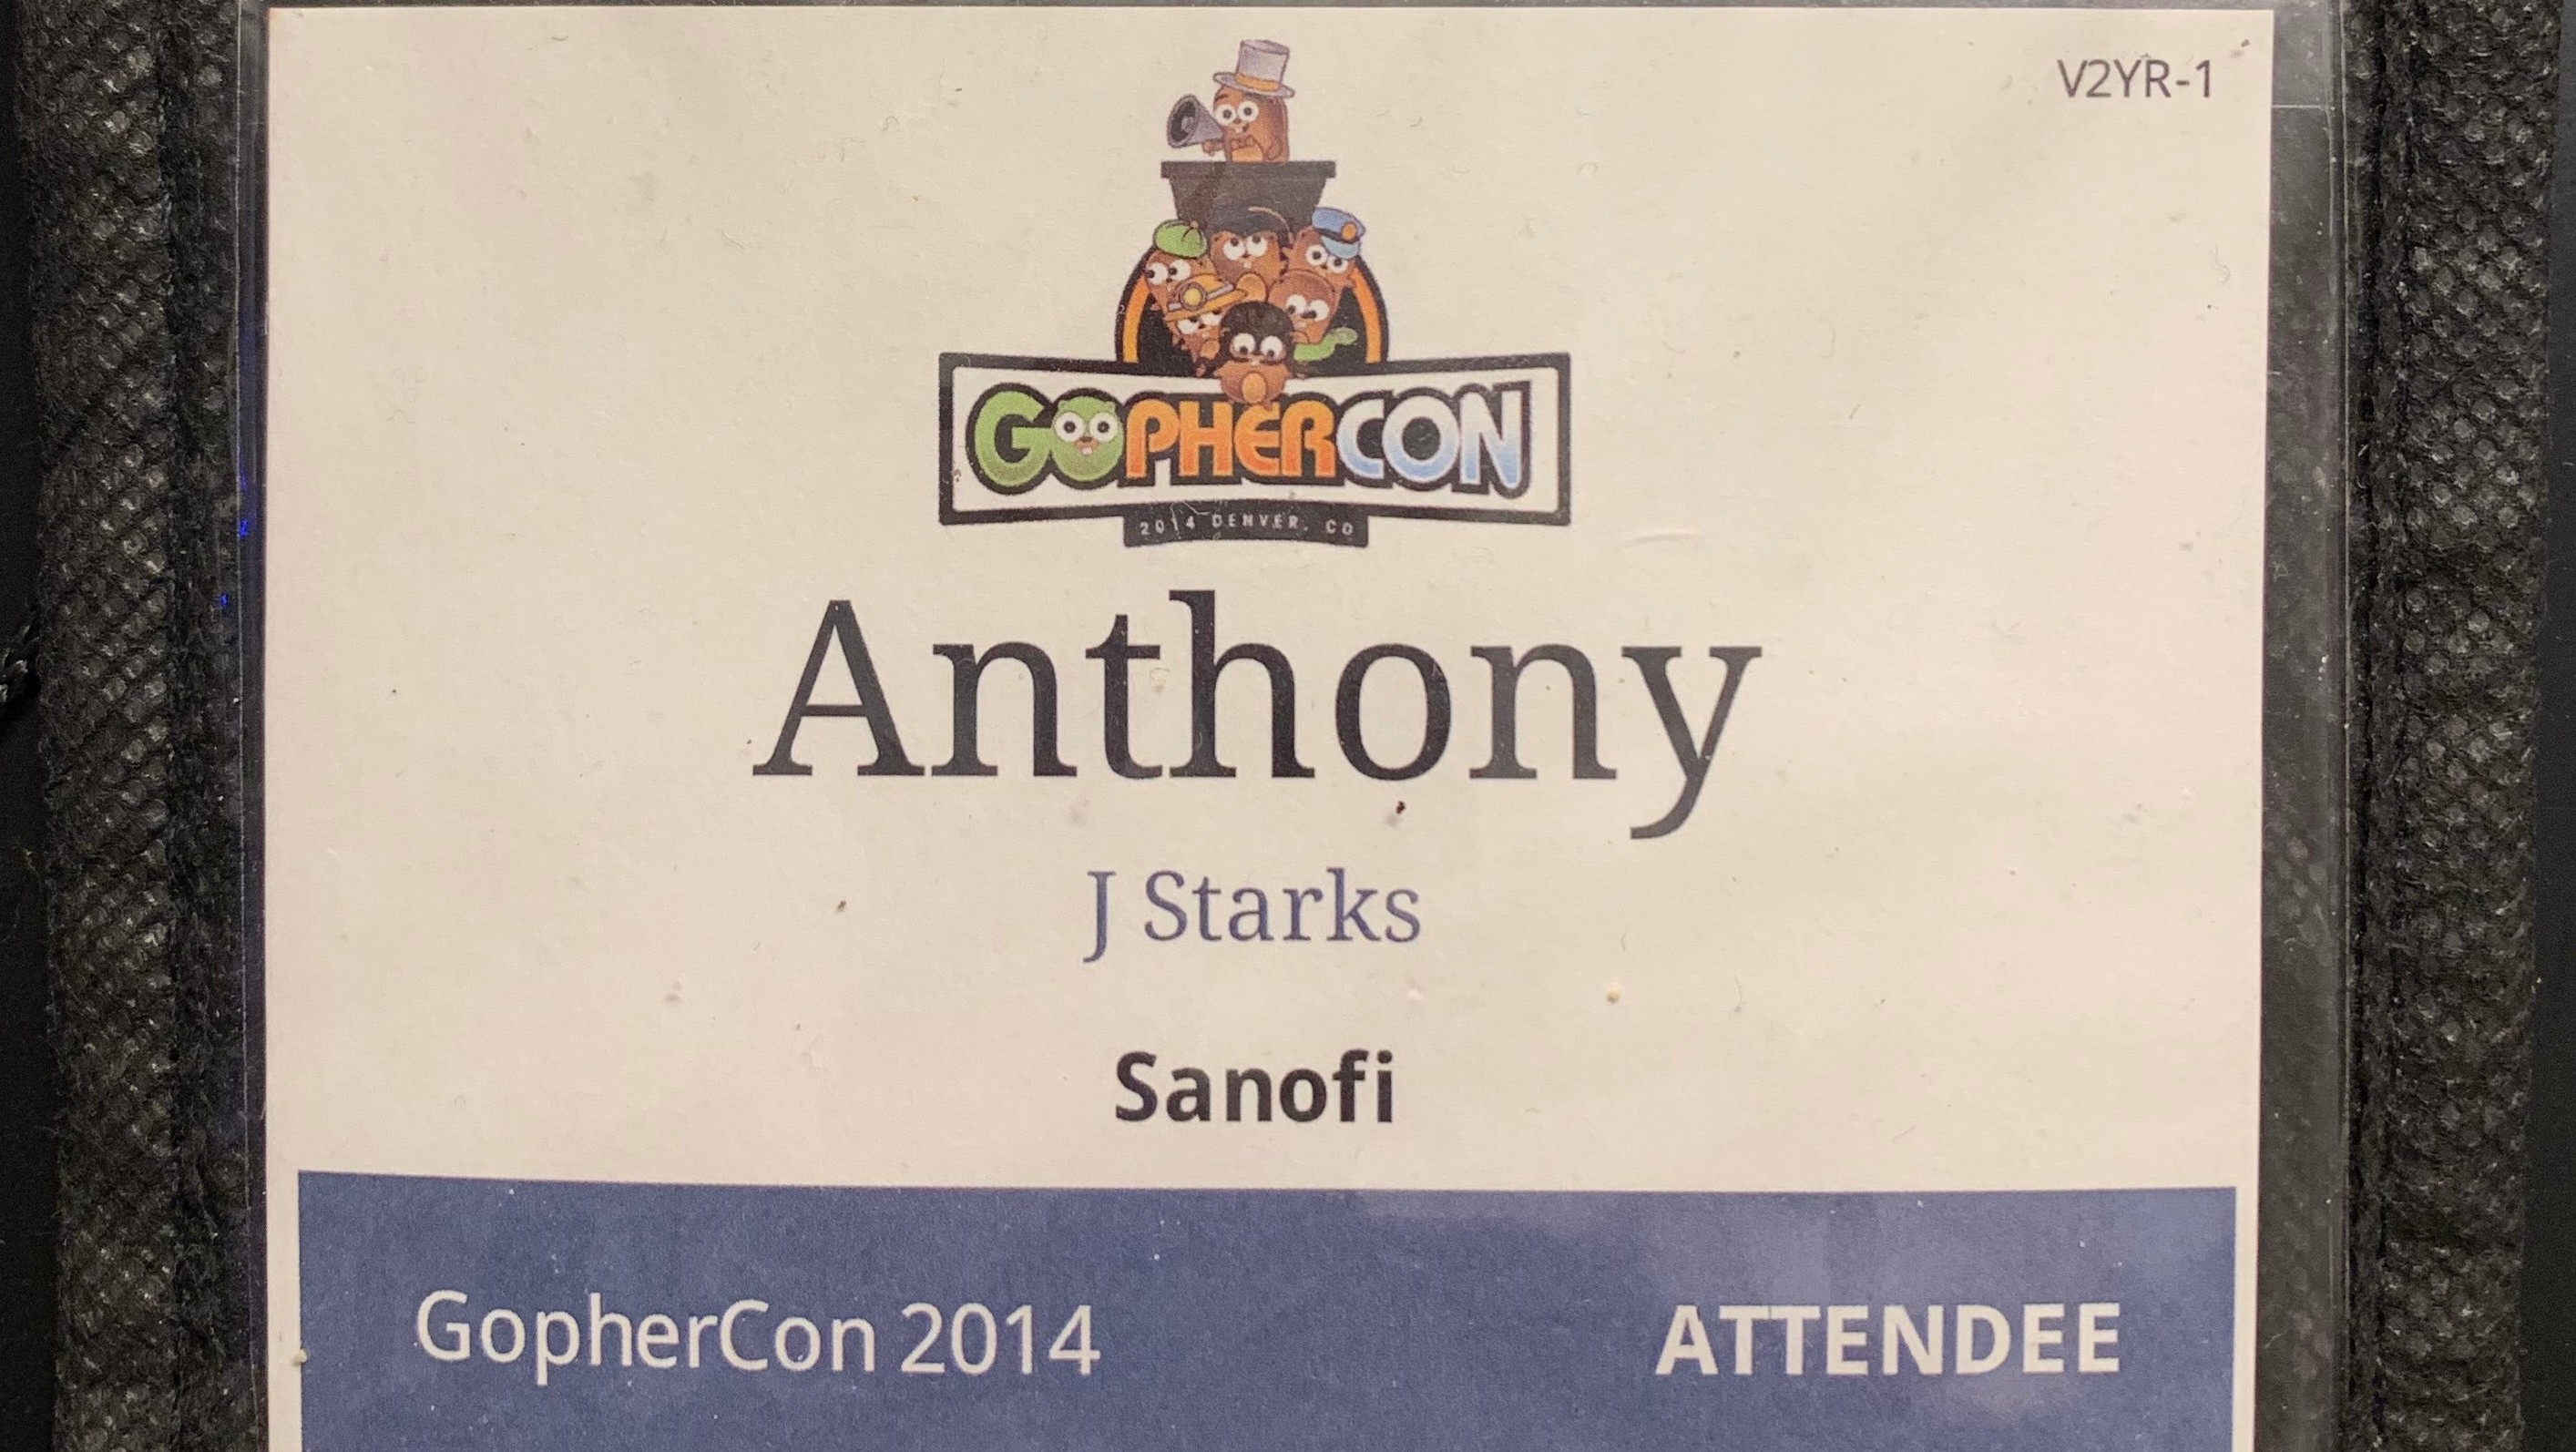 V2YR-1
GOPHERCON
2014 DENVER, CO
Anthony
J Starks
Sanofi
GopherCon 2014
ATTENDEE